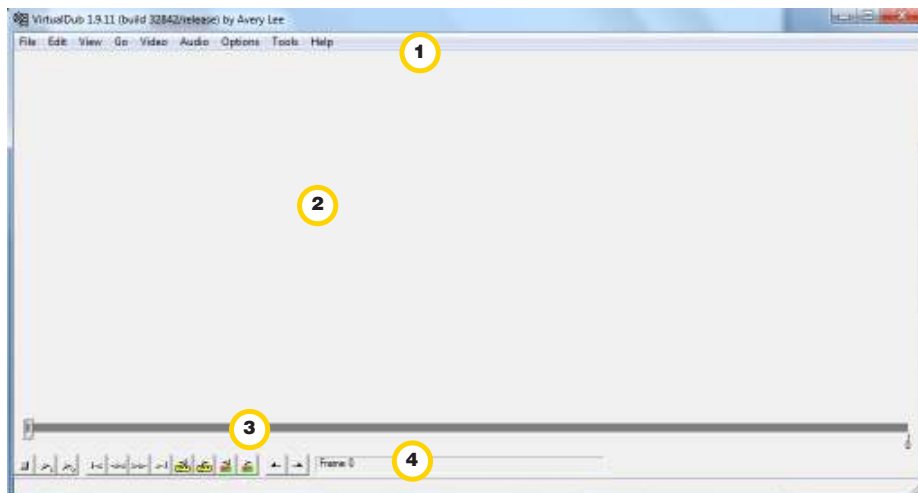 VirtualDub 1.9.11 (build 32842/release) by Avery Lee
File Edit View Go Video Audio Options Tools Help
1
2
3
Frame 0
4